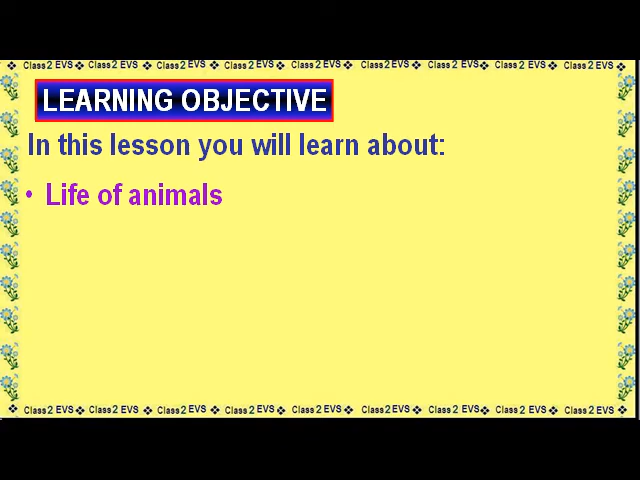 Class 2 EVS ❖ Class 2 EVS ❖ Class 2 EVS ❖ Class 2 EVS ❖ Class 2 EVS ❖ Class 2 EVS ❖ Class 2 EVS ❖ Class 2 EVS ❖ Class 2 EVS
LEARNING OBJECTIVE
In this lesson you will learn about:
• Life of animals
❖ Class 2 EVS ❖ Class 2 EVS ❖ Class 2 EVS ❖ Class 2 EVS ❖ Class 2 EVS ❖ Class 2 EVS ❖ Class 2 EVS ❖ Class 2 EVS ❖ Class 2 EVS ❖